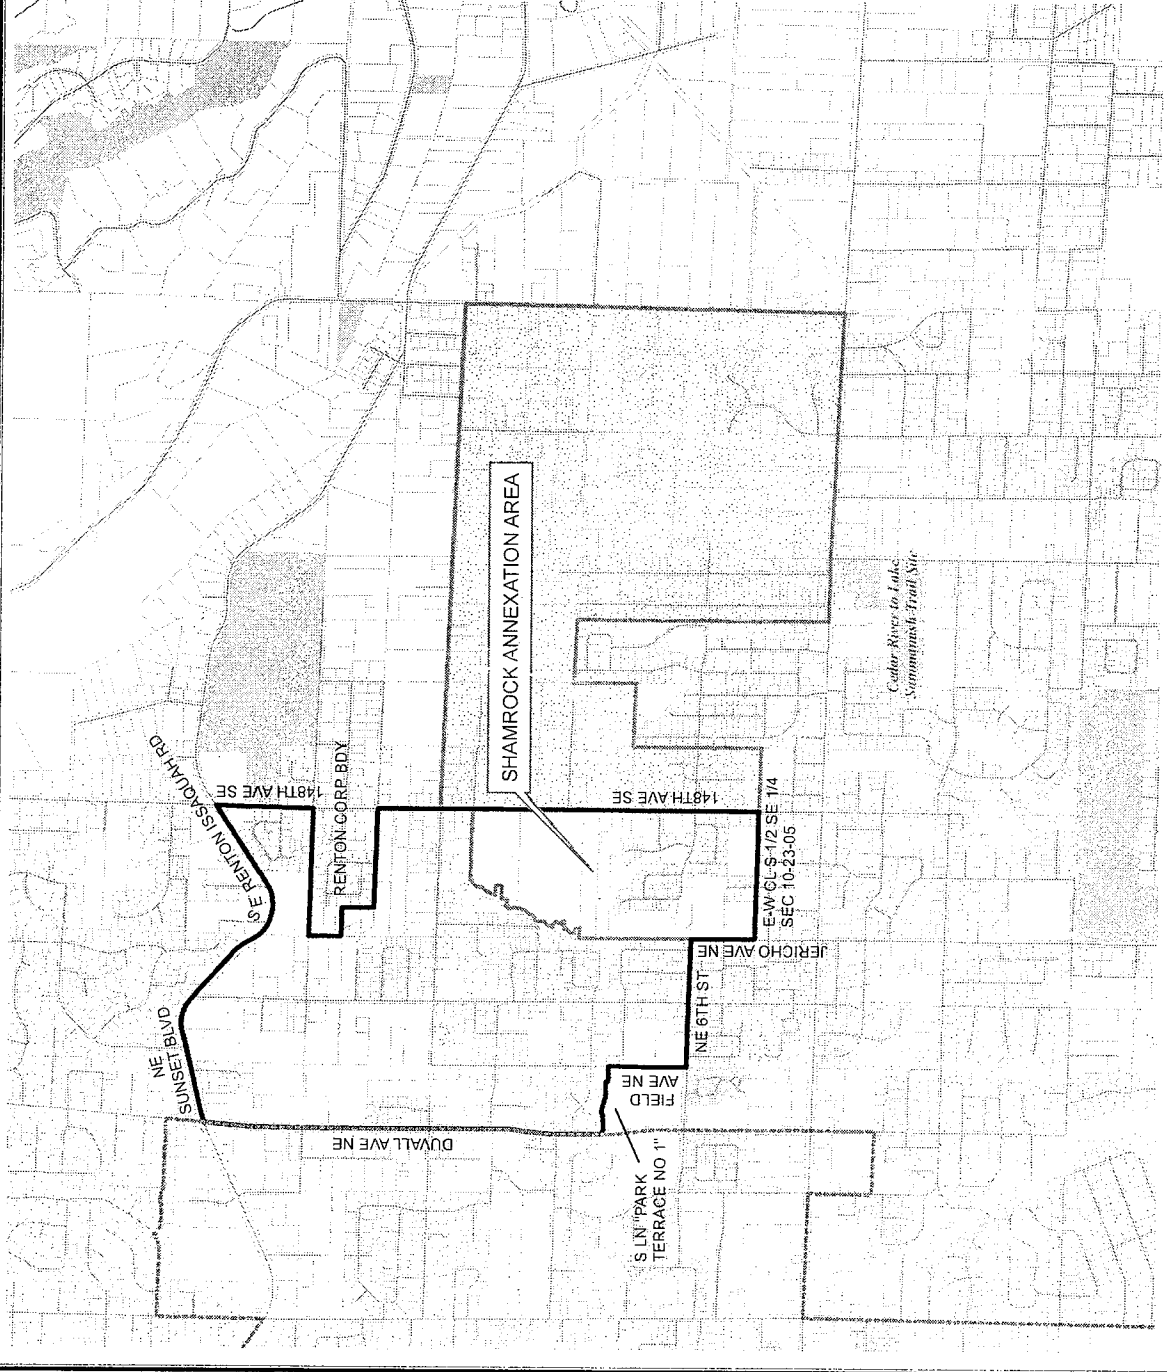 SE RENTON ISSAQUAH RD
148TH AVE SE
RENTON CORP BDY
NE
SUNSET BLVD
SHAMROCK ANNEXATION AREA
148TH AVE SE
DUVALL AVE NE
E-W CL S 1/2 SE 1/4
SEC 10-23-05
JERICHO AVE NE
NE 6TH ST
FIELD
AVE NE
S LN "PARK
TERRACE NO 1"
Cedar River to Lake
Sammamish Trail Site